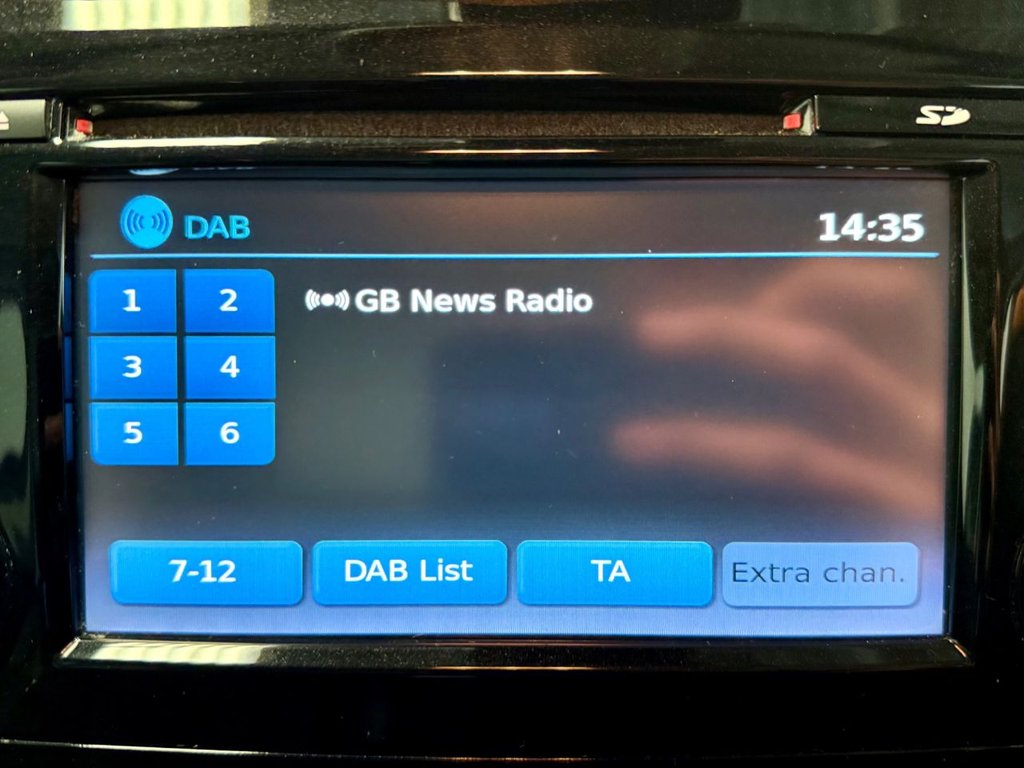 SD
DAB
14:35
1 2
GB News Radio
3 4
5 6
7-12 DAB List TA Extra chan.